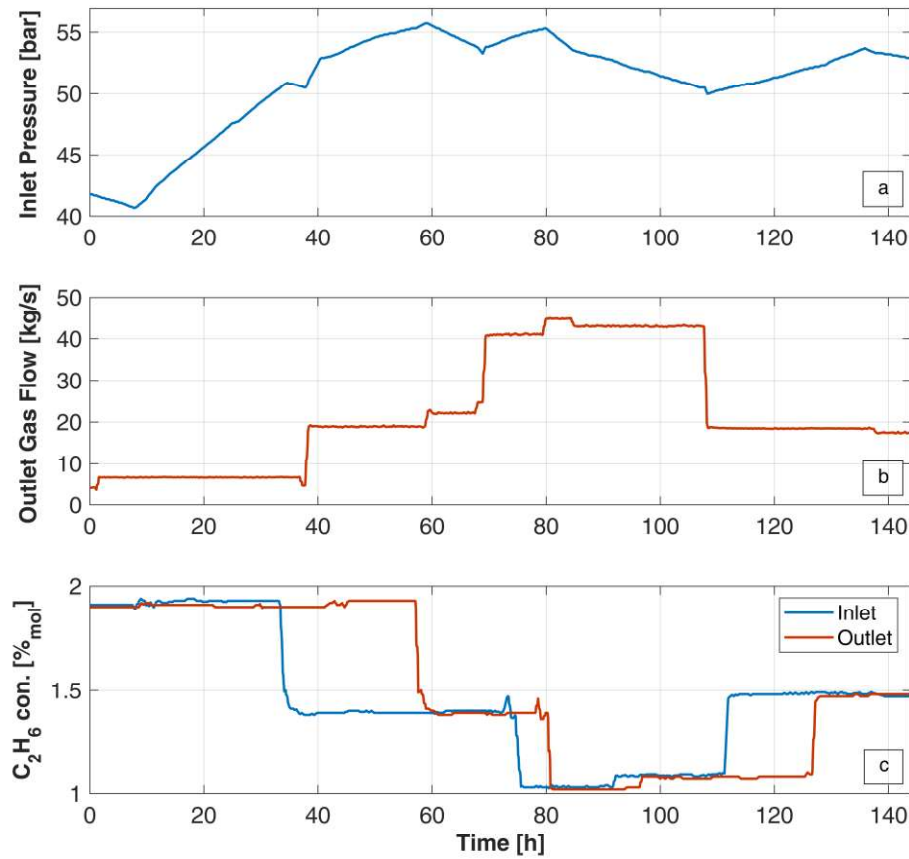 Inlet Pressure [bar]
55
50
45
40
a
0 20 40 60 80 100 120 140
Outlet Gas Flow [kg/s]
50
40
30
20
10
0
b
0 20 40 60 80 100 120 140
C2H6 con. [%mol]
2
1.5
1
Inlet
Outlet
c
0 20 40 60 80 100 120 140
Time [h]